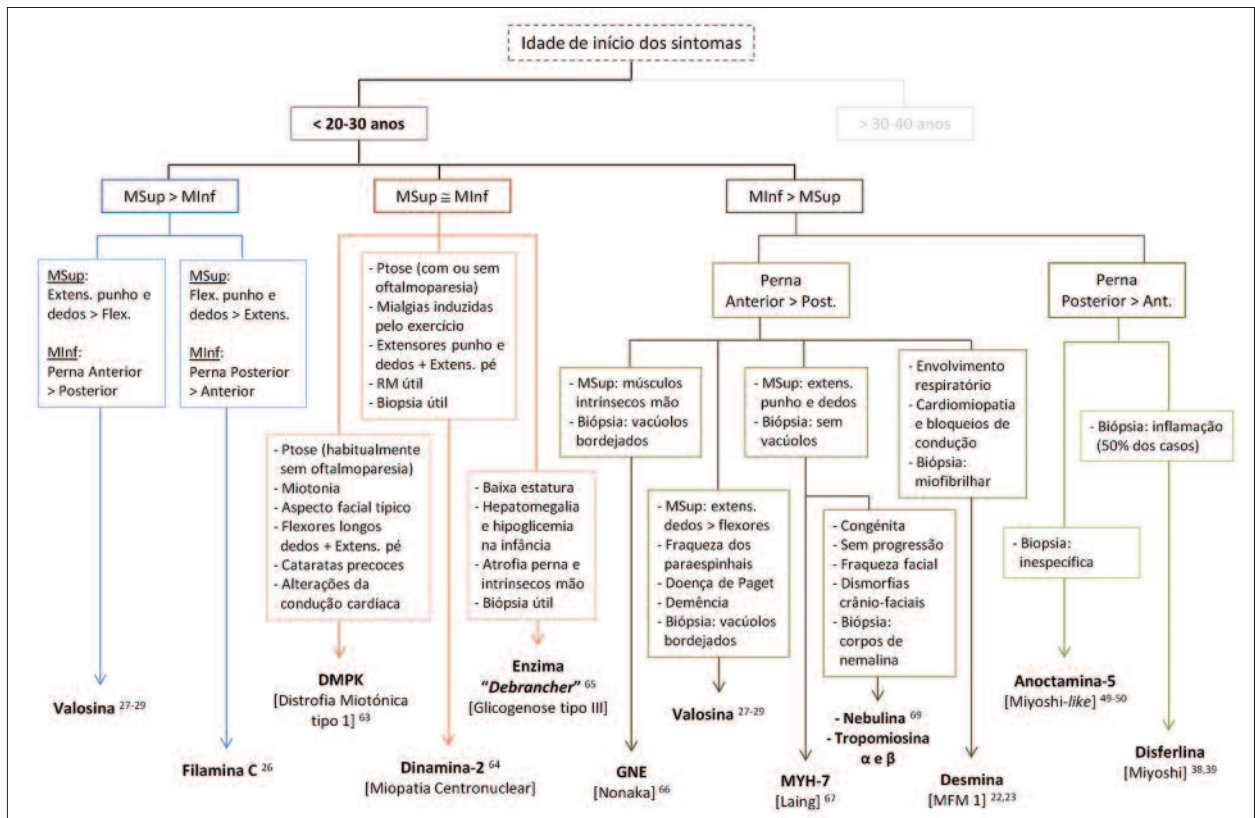 Idade de início dos sintomas
< 20-30 anos
> 30-40 anos
MSup > MInf
MSup ≅ MInf
MInf > MSup
MSup:
Extens. punho e
dedos > Flex.
MInf:
Perna Anterior
> Posterior
MSup:
Flex. punho e
dedos > Extens.
MInf:
Perna Posterior
> Anterior
- Ptose (com ou sem
oftalmoparesia)
- Mialgias induzidas
pelo exercício
- Extensores punho e
dedos + Extens. pé
- RM útil
- Biopsia útil
Perna
Anterior > Post.
Perna
Posterior > Ant.
- MSup: músculos
intrínsecos mão
- Biópsia: vacúolos
bordejados
- MSup: extens.
punho e dedos
- Biópsia: sem
vacúolos
- Envolvimento
respiratório
- Cardiomiopatia
e bloqueios de
condução
- Biópsia:
miofibrilhar
- Biópsia: inflamação
(50% dos casos)
- Ptose (habitualmente
sem oftalmoparesia)
- Miotonia
- Aspecto facial típico
- Flexores longos
dedos + Extens. pé
- Cataratas precoces
- Alterações da
condução cardíaca
- Baixa estatura
- Hepatomegalia
e hipoglicemia
na infância
- Atrofia perna e
intrínsecos mão
- Biópsia útil
- MSup: extens.
dedos > flexores
- Fraqueza dos
paraespinhais
- Doença de Paget
- Demência
- Biópsia: vacúolos
bordejados
- Congénita
- Sem progressão
- Fraqueza facial
- Dismorfias
crânio-faciais
- Biópsia:
corpos de
nemalina
- Biopsia:
inespecífica
Valosina 27-29
Filamina C 26
DMPK
[Distrofia Miotónica
tipo 1] 63
Dinamina-2 64
[Miopatia Centronuclear]
Enzima
"Debrancher" 65
[Glicogenose tipo III]
GNE
[Nonaka] 66
Valosina 27-29
MYH-7
[Laing] 67
- Nebulina 69
- Tropomiosina
α e β
Desmina
[MFM 1] 22,23
Anoctamina-5
[Miyoshi-like] 49-50
Disferlina
[Miyoshi] 38,39